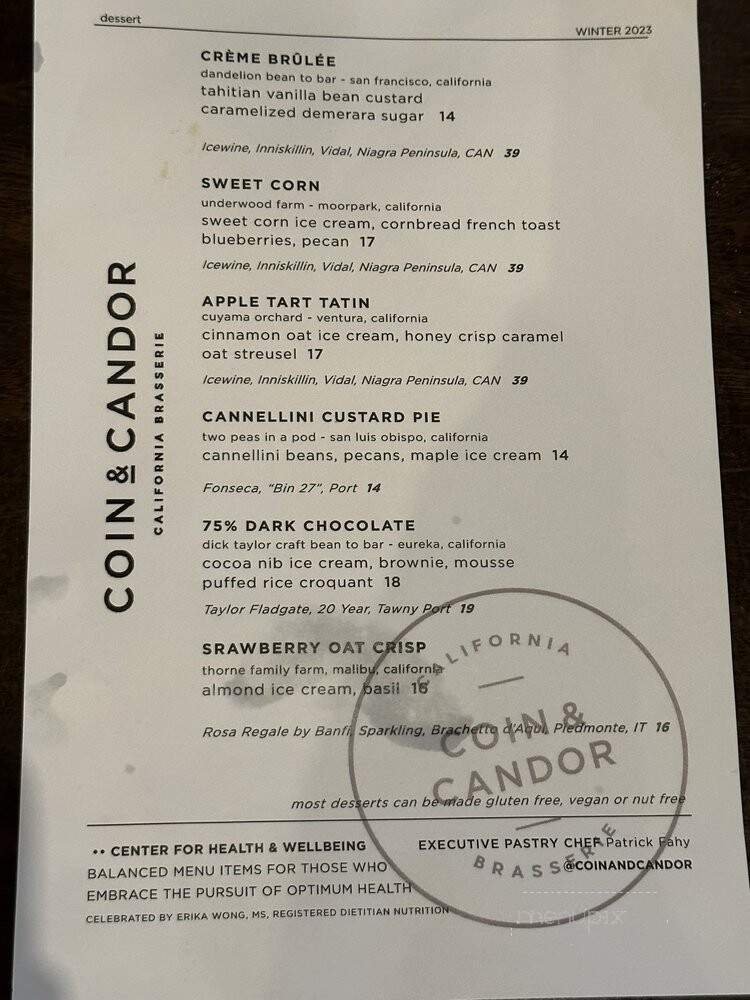 dessert
WINTER 2023
CRÈME BRÛLÉE
dandelion bean to bar - san francisco, california
tahitian vanilla bean custard
caramelized demerara sugar 14
Icewine, Inniskillin, Vidal, Niagra Peninsula, CAN 39
SWEET CORN
underwood farm - moorpark, california
sweet corn ice cream, cornbread french toast
blueberries, pecan 17
Icewine, Inniskillin, Vidal, Niagra Peninsula, CAN 39
APPLE TART TATIN
cuyama orchard - ventura, california
cinnamon oat ice cream, honey crisp caramel
oat streusel 17
Icewine, Inniskillin, Vidal, Niagra Peninsula, CAN 39
CANNELLINI CUSTARD PIE
two peas in a pod - san luis obispo, california
cannellini beans, pecans, maple ice cream 14
Fonseca, "Bin 27", Port 14
75% DARK CHOCOLATE
dick taylor craft bean to bar - eureka, california
cocoa nib ice cream, brownie, mousse
puffed rice croquant 18
Taylor Fladgate, 20 Year, Tawny Port 19
SRAWBERRY OAT CRISP
thorne family farm, malibu, california
almond ice cream, basil 16
Rosa Regale by Banfi, Sparkling, Brachetto d'Aqui, Piedmonte, IT 16
most desserts can be made gluten free, vegan or nut free
•• CENTER FOR HEALTH & WELLBEING
BALANCED MENU ITEMS FOR THOSE WHO
EMBRACE THE PURSUIT OF OPTIMUM HEALTH
CELEBRATED BY ERIKA WONG, MS, REGISTERED DIETITIAN NUTRITION
EXECUTIVE PASTRY CHEF Patrick Fahy
@COINANDCANDOR
COIN & CANDOR
CALIFORNIA BRASSERIE
CALIFORNIA
COIN &
CANDOR
BRASSERIE
menupix